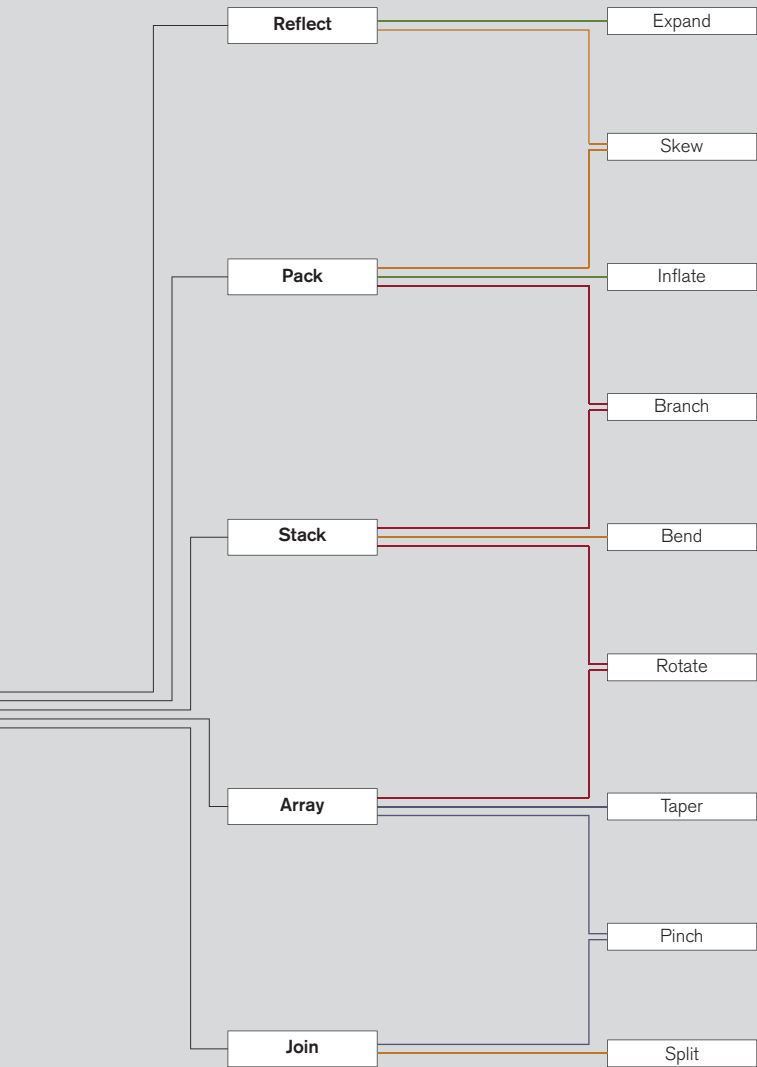 Reflect
Expand
Skew
Pack
Inflate
Branch
Stack
Bend
Rotate
Array
Taper
Pinch
Join
Split